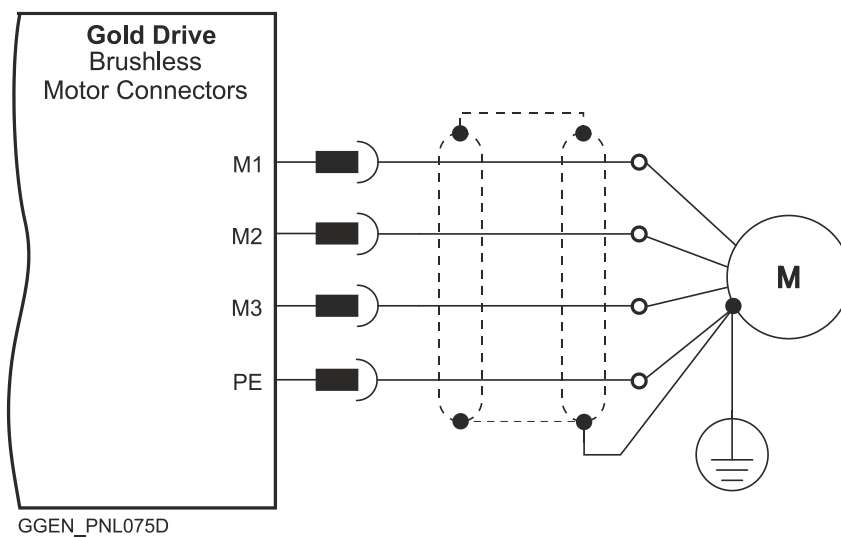 Gold Drive
Brushless
Motor Connectors
M1
M2
M3
PE
M
GGEN_PNL075D